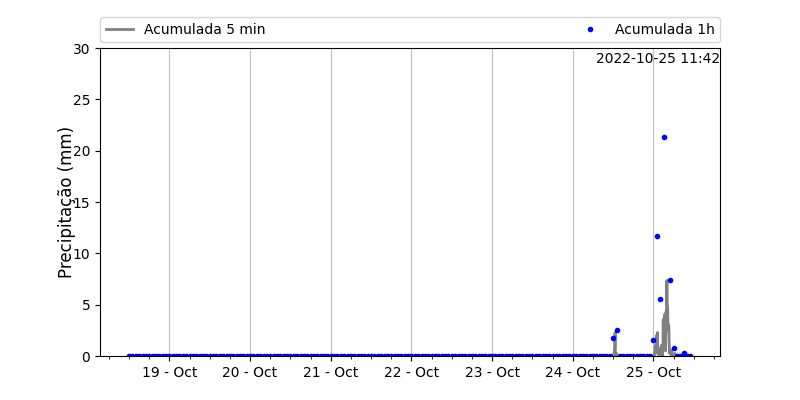 Acumulada 5 min
Acumulada 1h
2022-10-25 11:42
Precipitação (mm)
30
25
20
15
10
5
0
19 - Oct
20 - Oct
21 - Oct
22 - Oct
23 - Oct
24 - Oct
25 - Oct